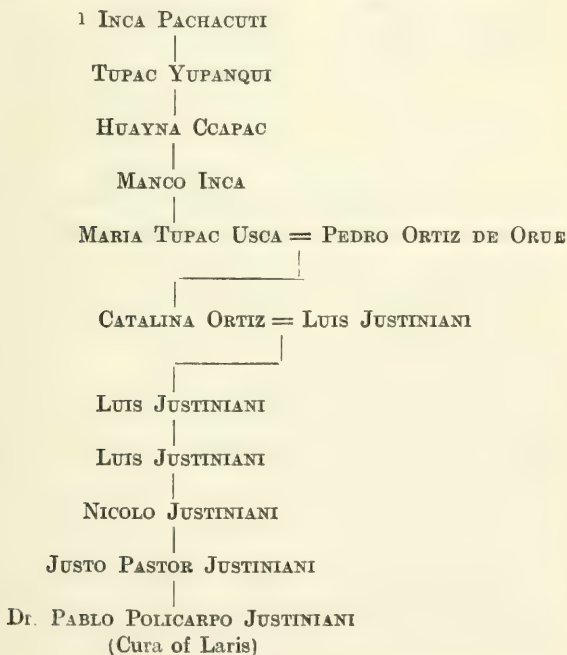 1 INCA PACHACUTI
TUPAC YUPANQUI
HUAYNA CCAPAC
MANCO INCA
MARIA TUPAC USCA = PEDRO ORTIZ DE ORUE
CATALINA ORTIZ = LUIS JUSTINIANI
LUIS JUSTINIANI
LUIS JUSTINIANI
NICOLO JUSTINIANI
JUSTO PASTOR JUSTINIANI
Dr. PABLO POLICARPO JUSTINIANI
(Cura of Laris)